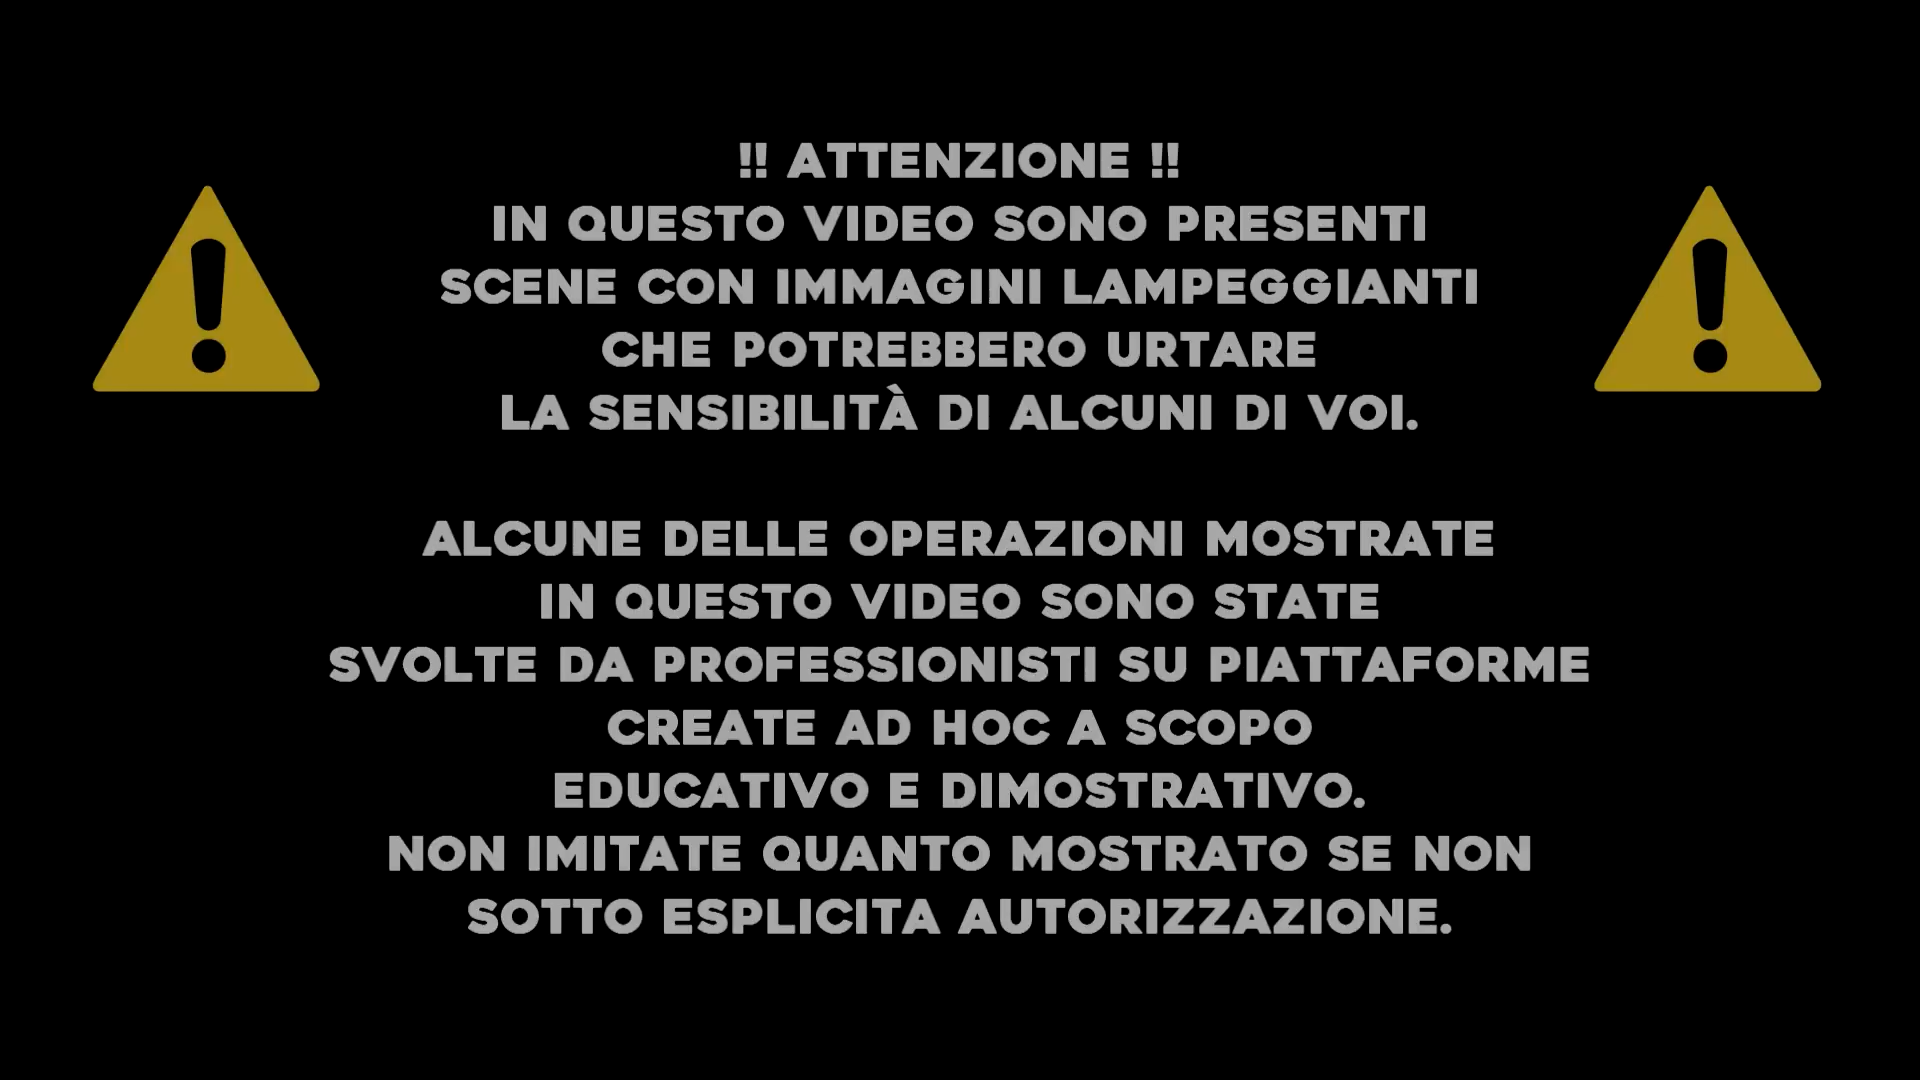 !! ATTENZIONE !!
IN QUESTO VIDEO SONO PRESENTI
SCENE CON IMMAGINI LAMPEGGIANTI
CHE POTREBBERO URTARE
LA SENSIBILITÀ DI ALCUNI DI VOI.
ALCUNE DELLE OPERAZIONI MOSTRATE
IN QUESTO VIDEO SONO STATE
SVOLTE DA PROFESSIONISTI SU PIATTAFORME
CREATE AD HOC A SCOPO
EDUCATIVO E DIMOSTRATIVO.
NON IMITATE QUANTO MOSTRATO SE NON
SOTTO ESPLICITA AUTORIZZAZIONE.